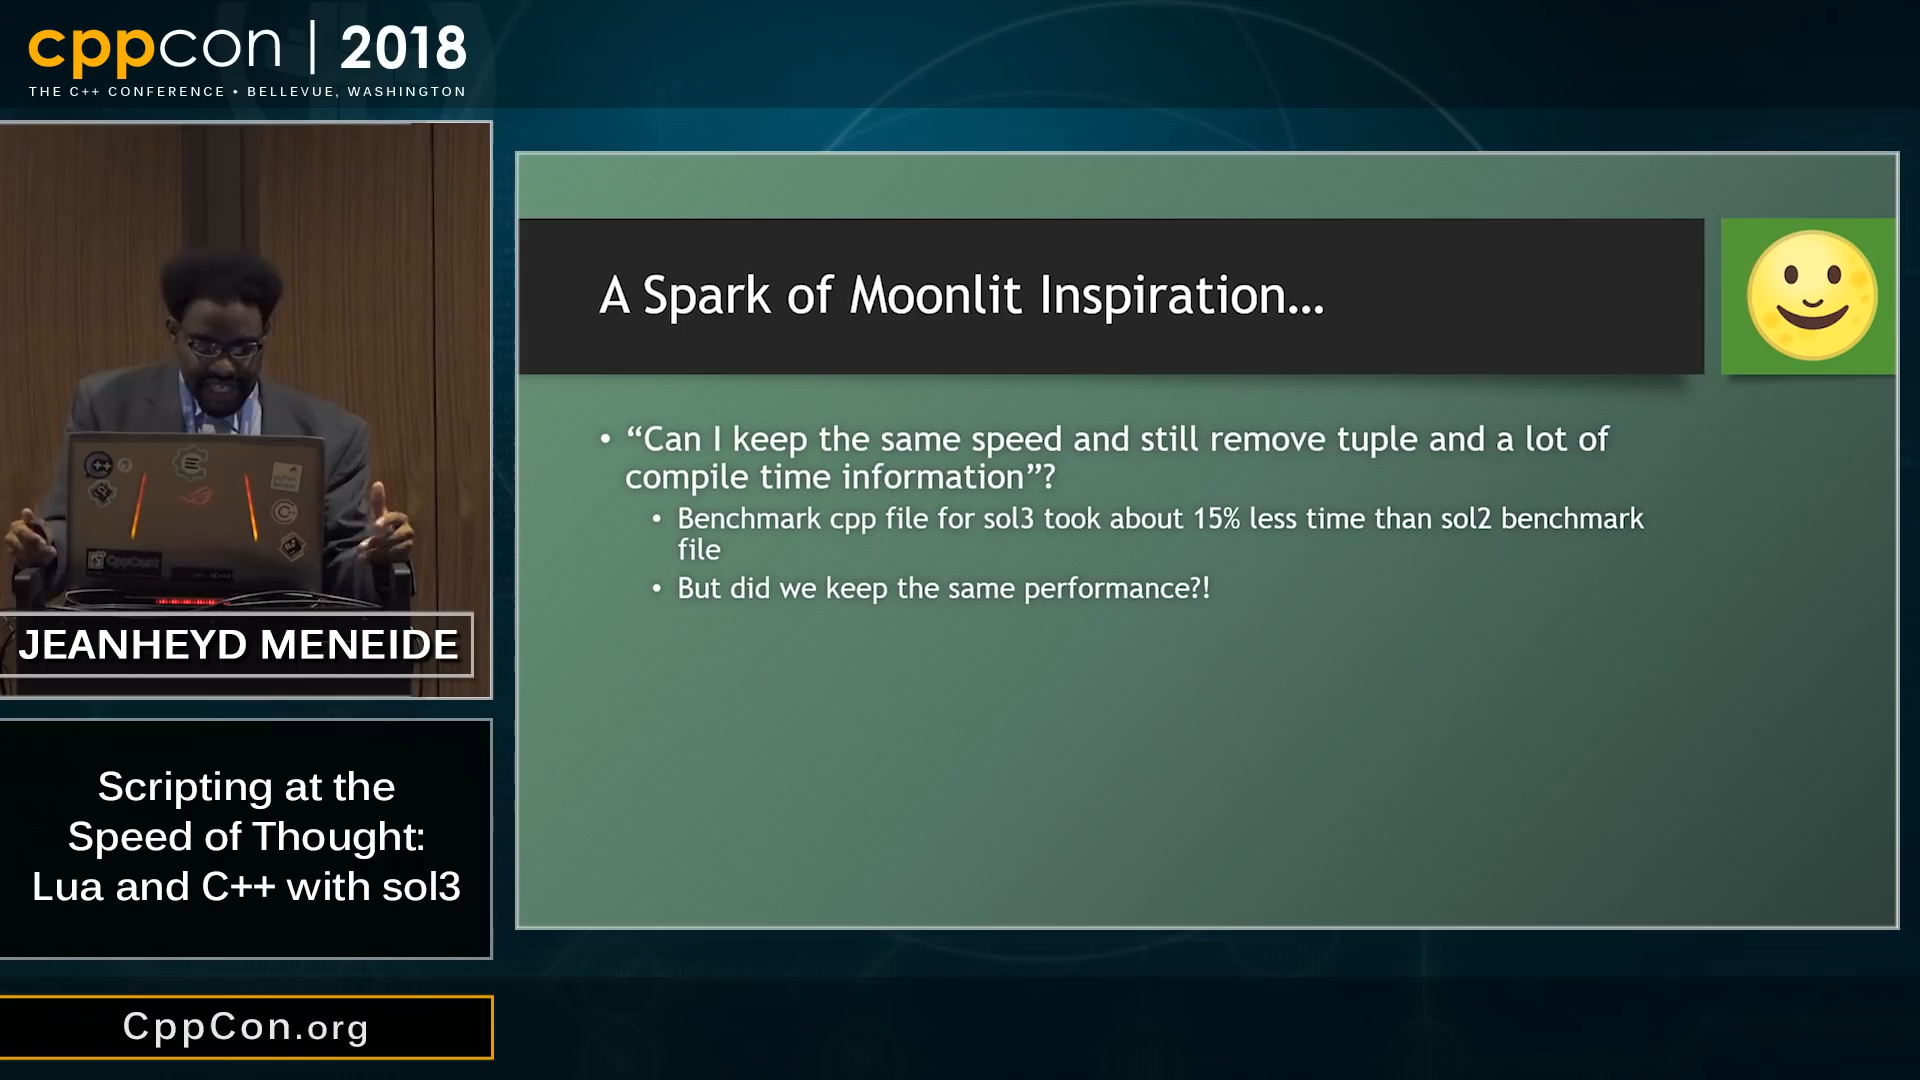 cppcon | 2018
THE C++ CONFERENCE • BELLEVUE, WASHINGTON
JEANHEYD MENEIDE
Scripting at the
Speed of Thought:
Lua and C++ with sol3
CppCon.org
A Spark of Moonlit Inspiration...
• “Can I keep the same speed and still remove tuple and a lot of
compile time information”?
• Benchmark cpp file for sol3 took about 15% less time than sol2 benchmark
file
• But did we keep the same performance?!